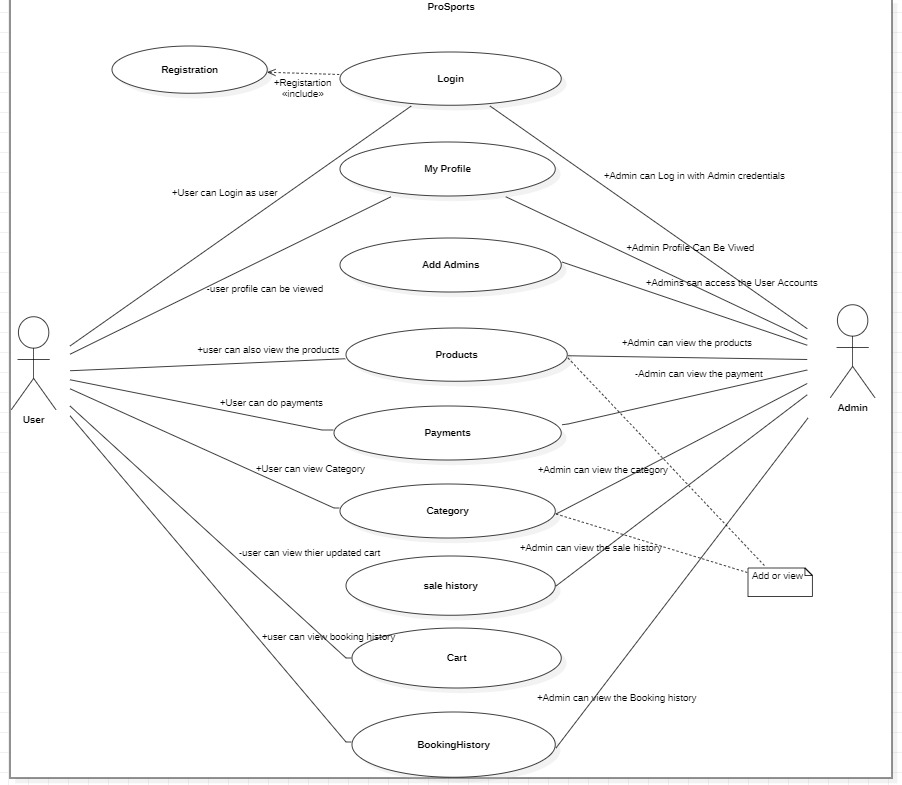 ProSports
Registration
Login
+Registartion
«include»
My Profile
+Admin can Log in with Admin credentials
+User can Login as user
+Admin Profile Can Be Viwed
Add Admins
+Admins can access the User Accounts
-user profile can be viewed
+Admin can view the products
+user can also view the products
Products
-Admin can view the payment
+User can do payments
Admin
User
Payments
+User can view Category
+Admin can view the category
Category
+Admin can view the sale history
-user can view thier updated cart
Add or view
sale history
+user can view booking history
Cart
+Admin can view the Booking history
BookingHistory